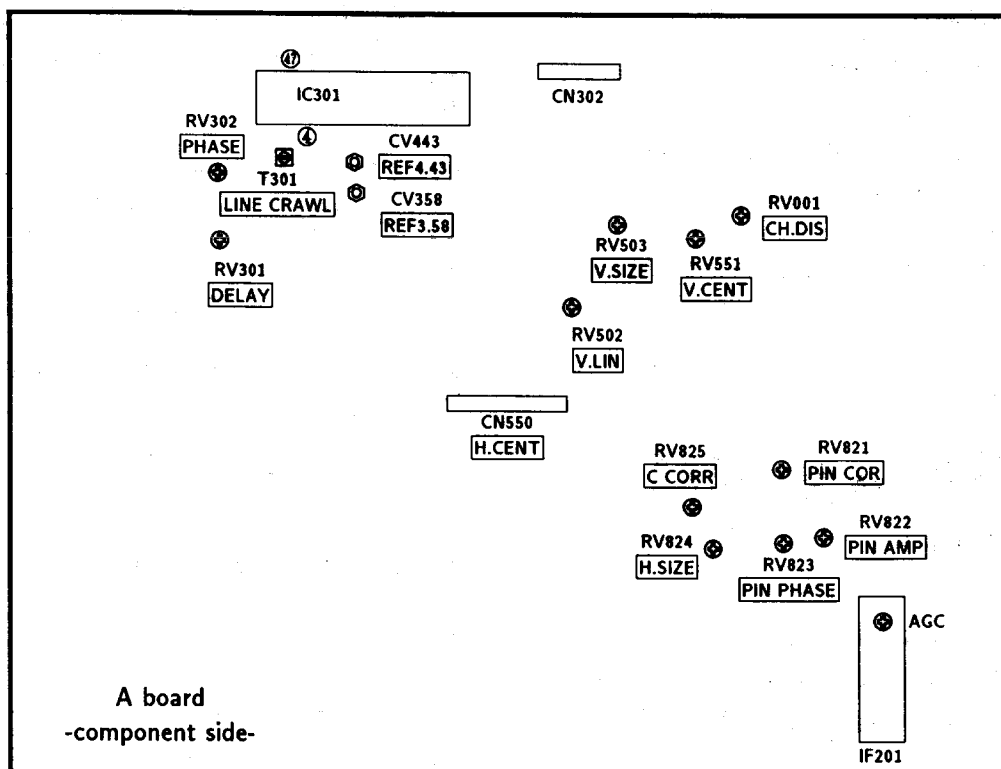 47
IC301
4
CN302
RV302
PHASE
T301
LINE CRAWL
CV443
REF4.43
CV358
REF3.58
RV301
DELAY
RV503
V.SIZE
RV551
V.CENT
RV001
CH.DIS
RV502
V.LIN
CN550
H.CENT
RV825
C CORR
RV821
PIN COR
RV824
H.SIZE
RV823
PIN PHASE
RV822
PIN AMP
AGC
IF201
A board
-component side-